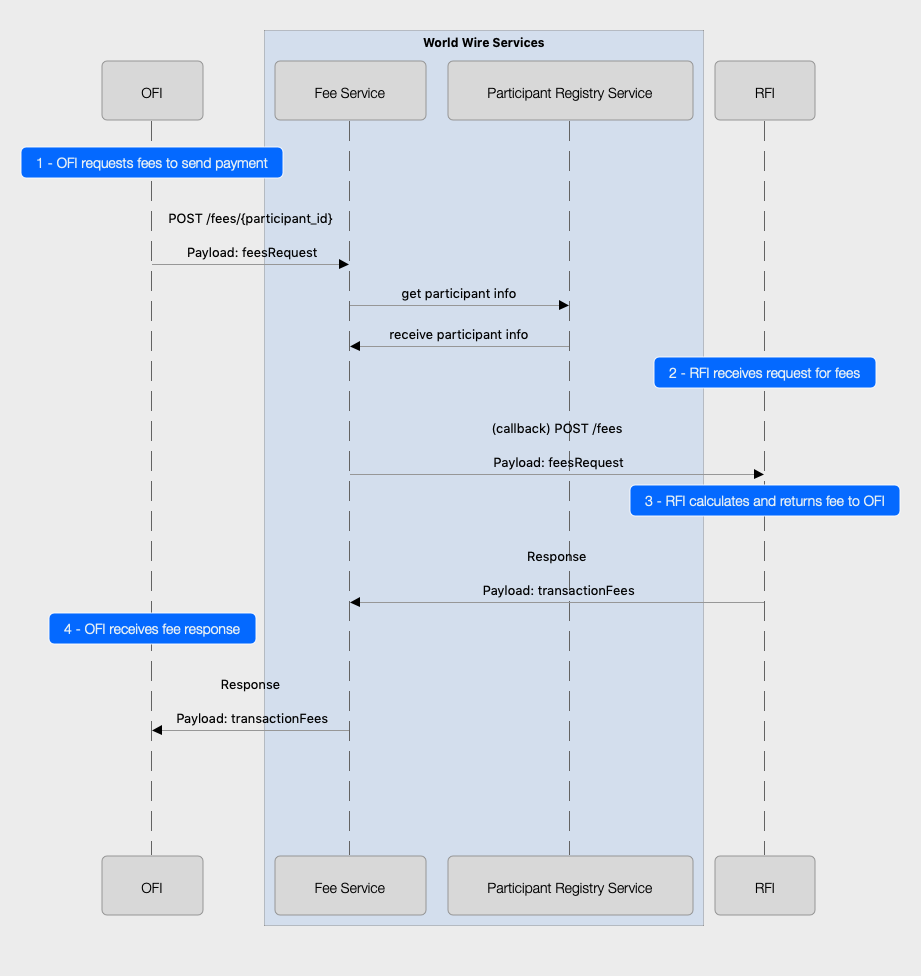 World Wire Services
OFI
Fee Service
Participant Registry Service
RFI
1 - OFI requests fees to send payment
POST /fees/{participant_id}
Payload: feesRequest
get participant info
receive participant info
2 - RFI receives request for fees
(callback) POST /fees
Payload: feesRequest
3 - RFI calculates and returns fee to OFI
Response
Payload: transactionFees
4 - OFI receives fee response
Response
Payload: transactionFees
OFI
Fee Service
Participant Registry Service
RFI